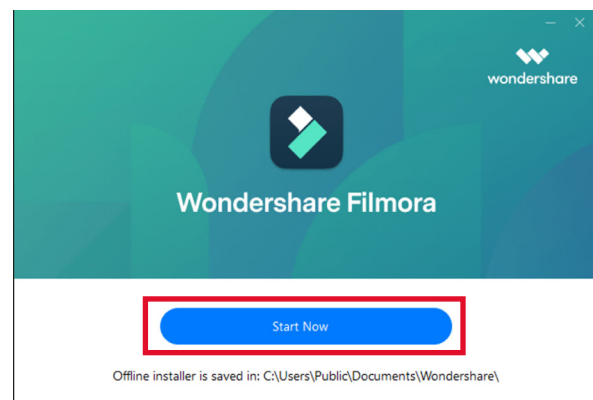 wondershare
Wondershare Filmora
Start Now
Offline installer is saved in: C:\Users\Public\Documents\Wondershare\